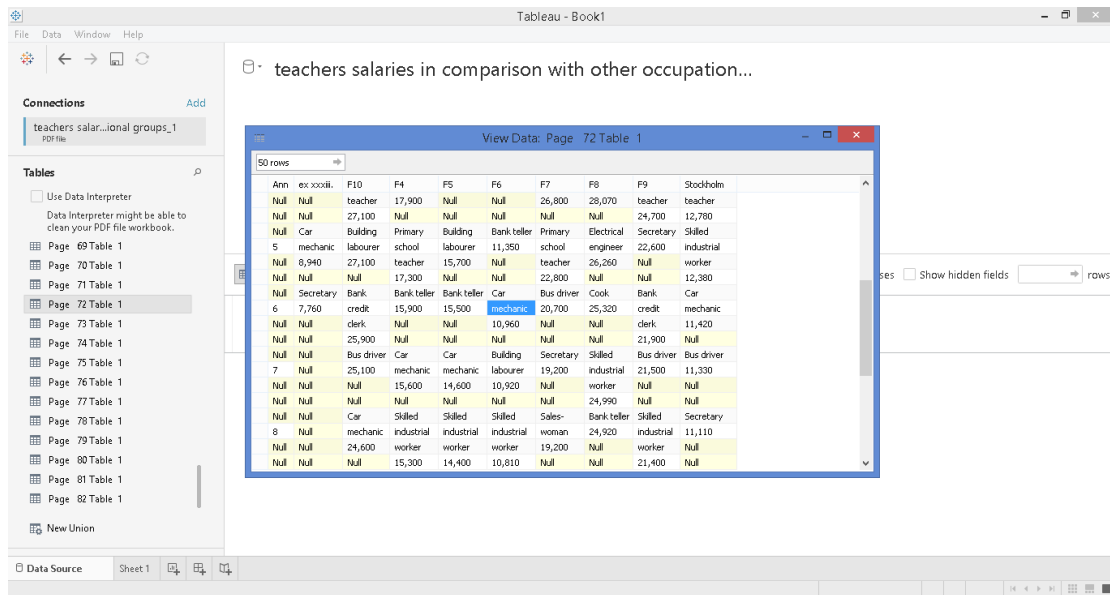 Tableau - Book1
File Data Window Help
teachers salaries in comparison with other occupation...
Connections Add
teachers salar...ional groups_1
PDF file
Tables
Use Data Interpreter
Data Interpreter might be able to
clean your PDF file workbook.
Page 69 Table 1
Page 70 Table 1
Page 71 Table 1
Page 72 Table 1
Page 73 Table 1
Page 74 Table 1
Page 75 Table 1
Page 76 Table 1
Page 77 Table 1
Page 78 Table 1
Page 79 Table 1
Page 80 Table 1
Page 81 Table 1
Page 82 Table 1
New Union
View Data: Page 72 Table 1
50 rows
Ann ex xxxiii. F10 F4 F5 F6 F7 F8 F9 Stockholm
Null Null teacher 17,900 Null Null 26,800 28,070 teacher teacher
Null Null 27,100 Null Null Null Null Null 24,700 12,780
Null Car Building Primary Building Bank teller Primary Electrical Secretary Skilled
5 mechanic labourer school labourer 11,350 school engineer 22,600 industrial
Null 8,940 27,100 teacher 15,700 Null teacher 26,260 Null worker
Null Null Null 17,300 Null Null 22,800 Null Null 12,380
Null Secretary Bank Bank teller Bank teller Car Bus driver Cook Bank Car
6 7,760 credit 15,900 15,500 mechanic 20,700 25,320 credit mechanic
Null Null clerk Null Null 10,960 Null Null clerk 11,420
Null Null 25,900 Null Null Null Null Null 21,900 Null
Null Null Bus driver Car Car Building Secretary Skilled Bus driver Bus driver
7 Null 25,100 mechanic mechanic labourer 19,200 industrial 21,500 11,330
Null Null Null 15,600 14,600 10,920 Null worker Null Null
Null Null Null Null Null Null Null 24,990 Null Null
Null Null Car Skilled Skilled Skilled Sales- Bank teller Skilled Secretary
8 Null mechanic industrial industrial industrial woman 24,920 industrial 11,110
Null Null 24,600 worker worker worker 19,200 Null worker Null
Null Null Null 15,300 14,400 10,810 Null Null 21,400 Null
ses Show hidden fields rows
Data Source Sheet 1